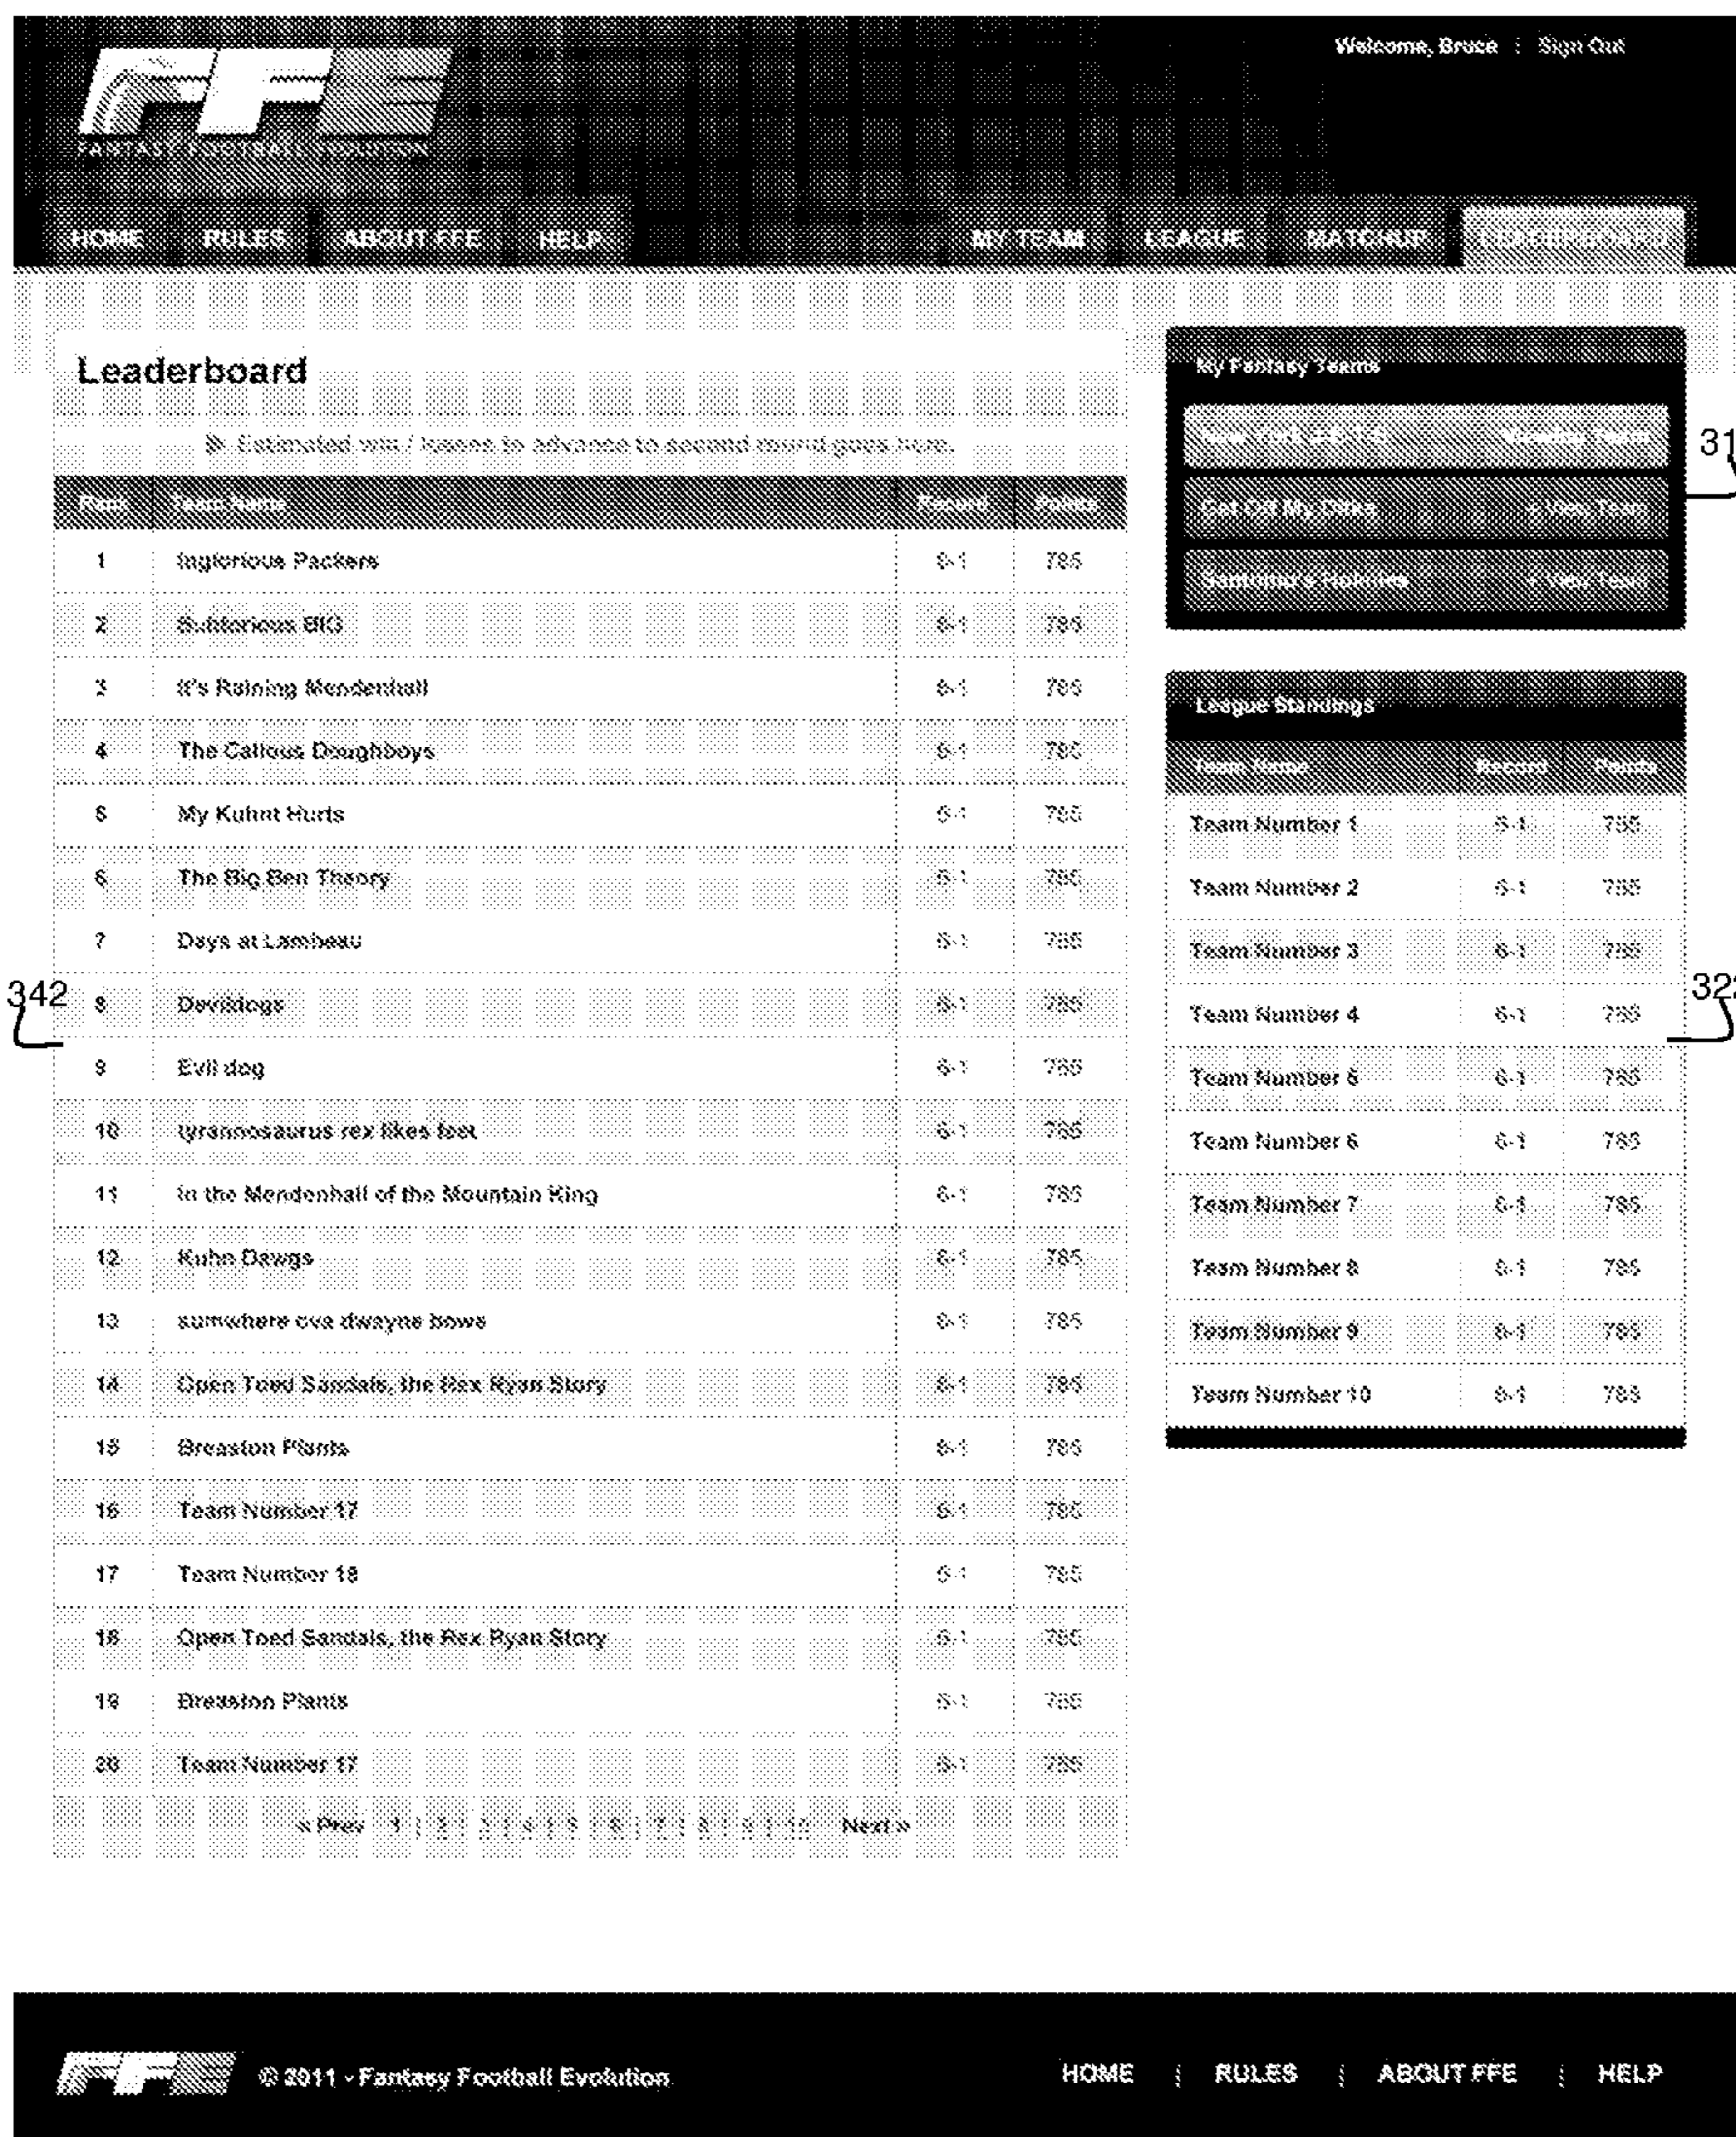 Welcome, Bruce | Sign Out
FFE
FANTASY FOOTBALL EVOLUTION
HOME RULES ABOUT FFE HELP MY TEAM LEAGUE MATCHUP LEADERBOARD
Leaderboard
» Estimated win / losses to advance to second round goes here.
Rank Team Name Record Points
1 Inglorious Packers 6-1 785
2 BIG 6-1 785
3 It's Raining Mendenhall 6-1 785
4 The Callous Doughboys 6-1 785
5 My Kuhnt Hurts 6-1 785
6 The Big Ben Theory 6-1 785
7 Days at Lambeau 6-1 785
8 Devildogs 6-1 785
9 Evil dog 6-1 785
10 tyrannosaurus rex likes feet 6-1 785
11 In the Mendenhall of the Mountain King 6-1 785
12 Kuhn Dawgs 6-1 785
13 sumwhere ova dwayne bowe 6-1 785
14 Open Toed Sandals, the Rex Ryan Story 6-1 785
15 Breaston Plants 6-1 785
16 Team Number 17 6-1 785
17 Team Number 18 6-1 785
18 Open Toed Sandals, the Rex Ryan Story 6-1 785
19 Breaston Plants 6-1 785
20 Team Number 17 6-1 785
« Prev 1 | 2 | 3 | 4 | 5 | 6 | 7 | 8 | 9 | 10 Next »
342
My Fantasy Teams
Viewing Team
Get Off My + View Team
+ View Team
31
League Standings
Team Name Record Points
Team Number 1 6-1 785
Team Number 2 6-1 785
Team Number 3 6-1 785
Team Number 4 6-1 785
Team Number 5 6-1 785
Team Number 6 6-1 785
Team Number 7 6-1 785
Team Number 8 6-1 785
Team Number 9 6-1 785
Team Number 10 6-1 785
322
FFE © 2011 - Fantasy Football Evolution HOME | RULES | ABOUT FFE | HELP